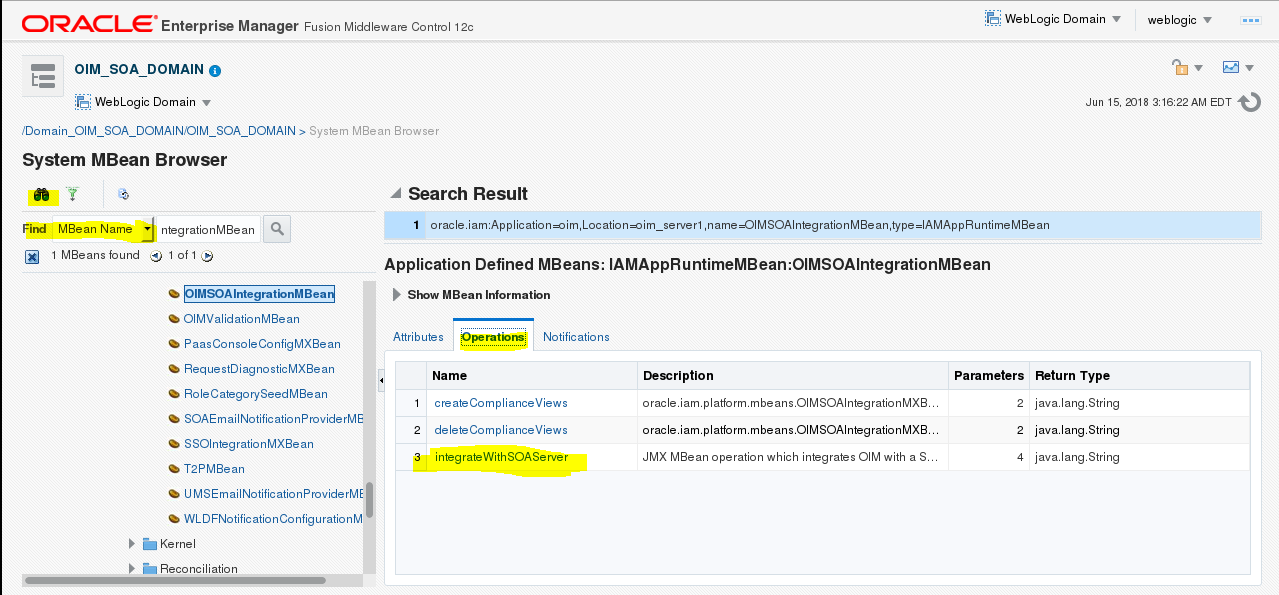 ORACLE Enterprise Manager Fusion Middleware Control 12c
WebLogic Domain weblogic
OIM_SOA_DOMAIN
WebLogic Domain
Jun 15, 2018 3:16:22 AM EDT
/Domain_OIM_SOA_DOMAIN/OIM_SOA_DOMAIN > System MBean Browser
System MBean Browser
Find MBean Name ntegrationMBean
1 MBeans found 1 of 1
OIMSOAIntegrationMBean
OIMValidationMBean
PaasConsoleConfigMXBean
RequestDiagnosticMXBean
RoleCategorySeedMBean
SOAEmailNotificationProviderMB
SSOIntegrationMXBean
T2PMBean
UMSEmailNotificationProviderMB
WLDFNotificationConfigurationM
Kernel
Reconciliation
Search Result
1 oracle.iam:Application=oim,Location=oim_server1,name=OIMSOAIntegrationMBean,type=IAMAppRuntimeMBean
Application Defined MBeans: IAMAppRuntimeMBean:OIMSOAIntegrationMBean
Show MBean Information
Attributes Operations Notifications
Name Description Parameters Return Type
1 createComplianceViews oracle.iam.platform.mbeans.OIMSOAIntegrationMXB... 2 java.lang.String
2 deleteComplianceViews oracle.iam.platform.mbeans.OIMSOAIntegrationMXB... 2 java.lang.String
3 integrateWithSOAServer JMX MBean operation which integrates OIM with a S... 4 java.lang.String